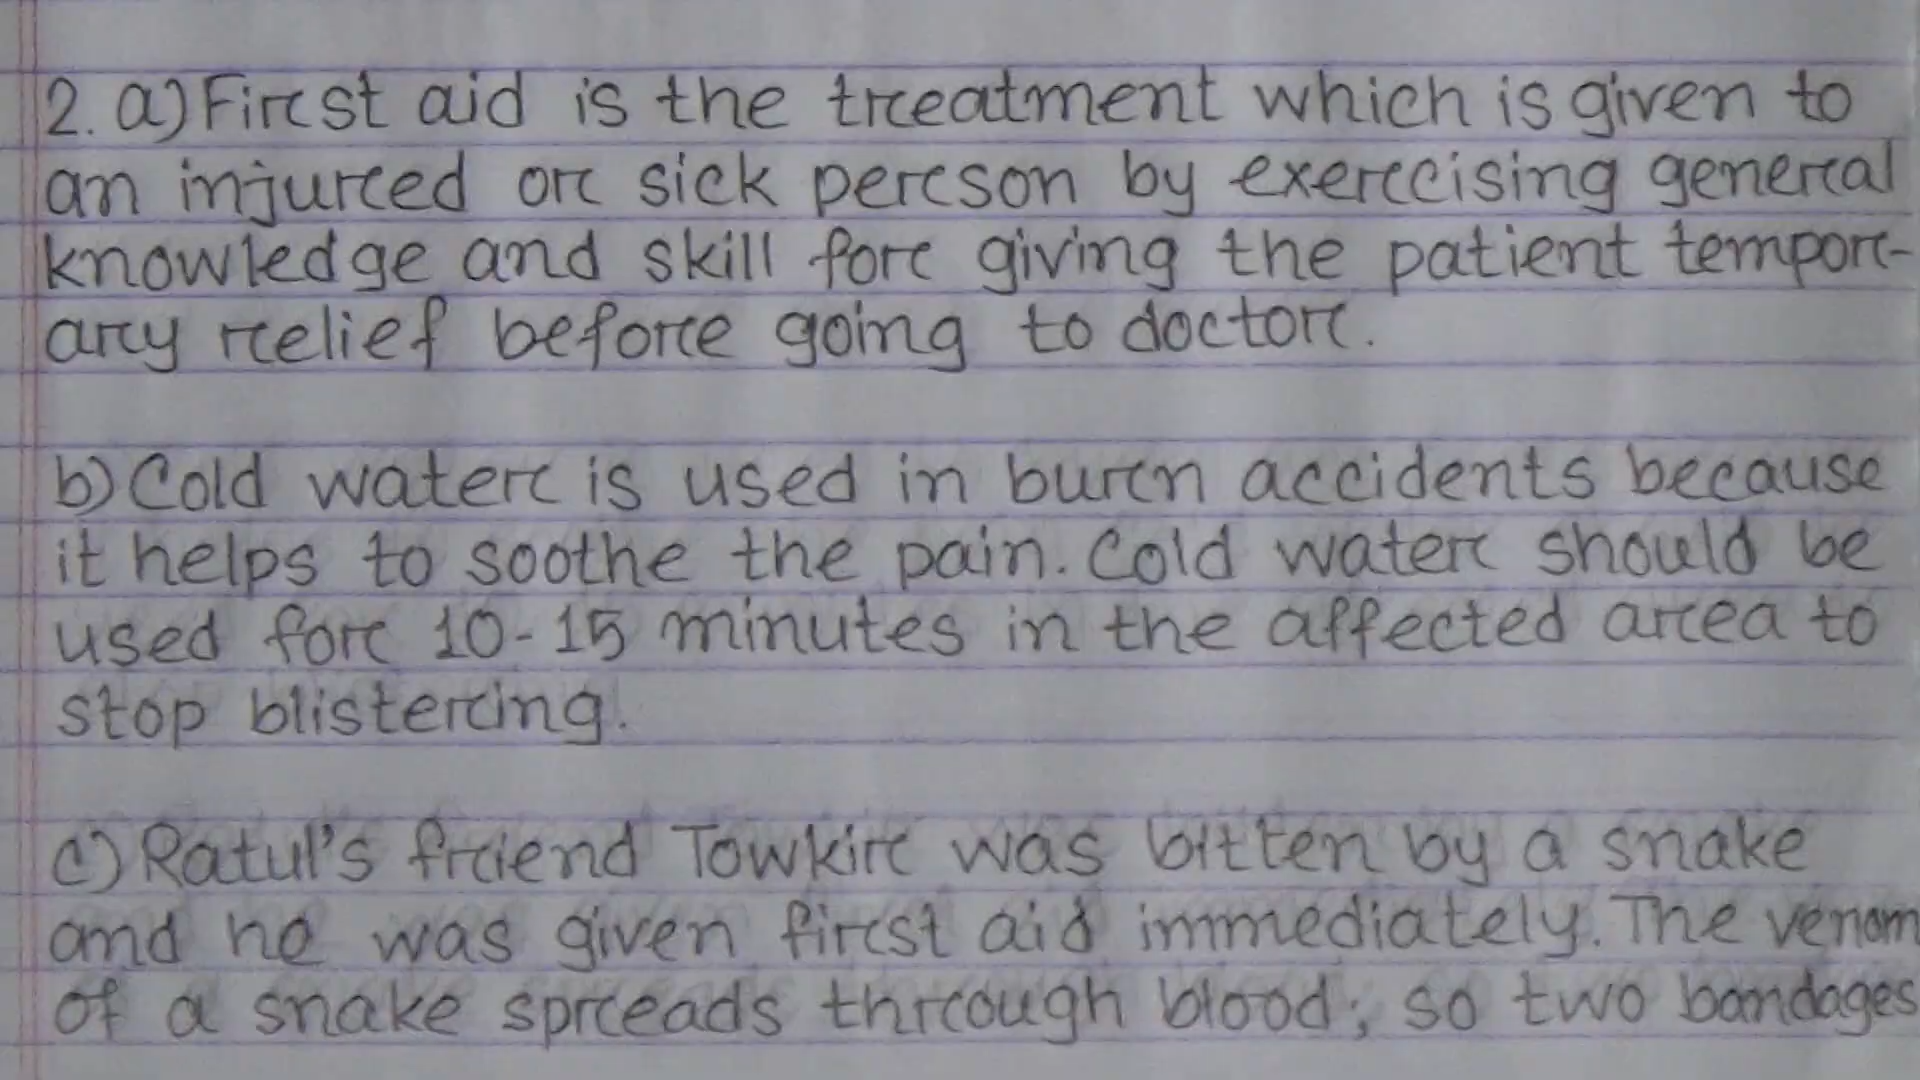 2. a) First aid is the treatment which is given to
an injured or sick person by exercising general
knowledge and skill for giving the patient tempor-
ary relief before going to doctor.
b) Cold water is used in burn accidents because
it helps to soothe the pain. Cold water should be
used for 10-15 minutes in the affected area to
stop blistering.
c) Ratul's friend Towkir was bitten by a snake
and he was given first aid immediately. The venom
of a snake spreads through blood; so two bandages